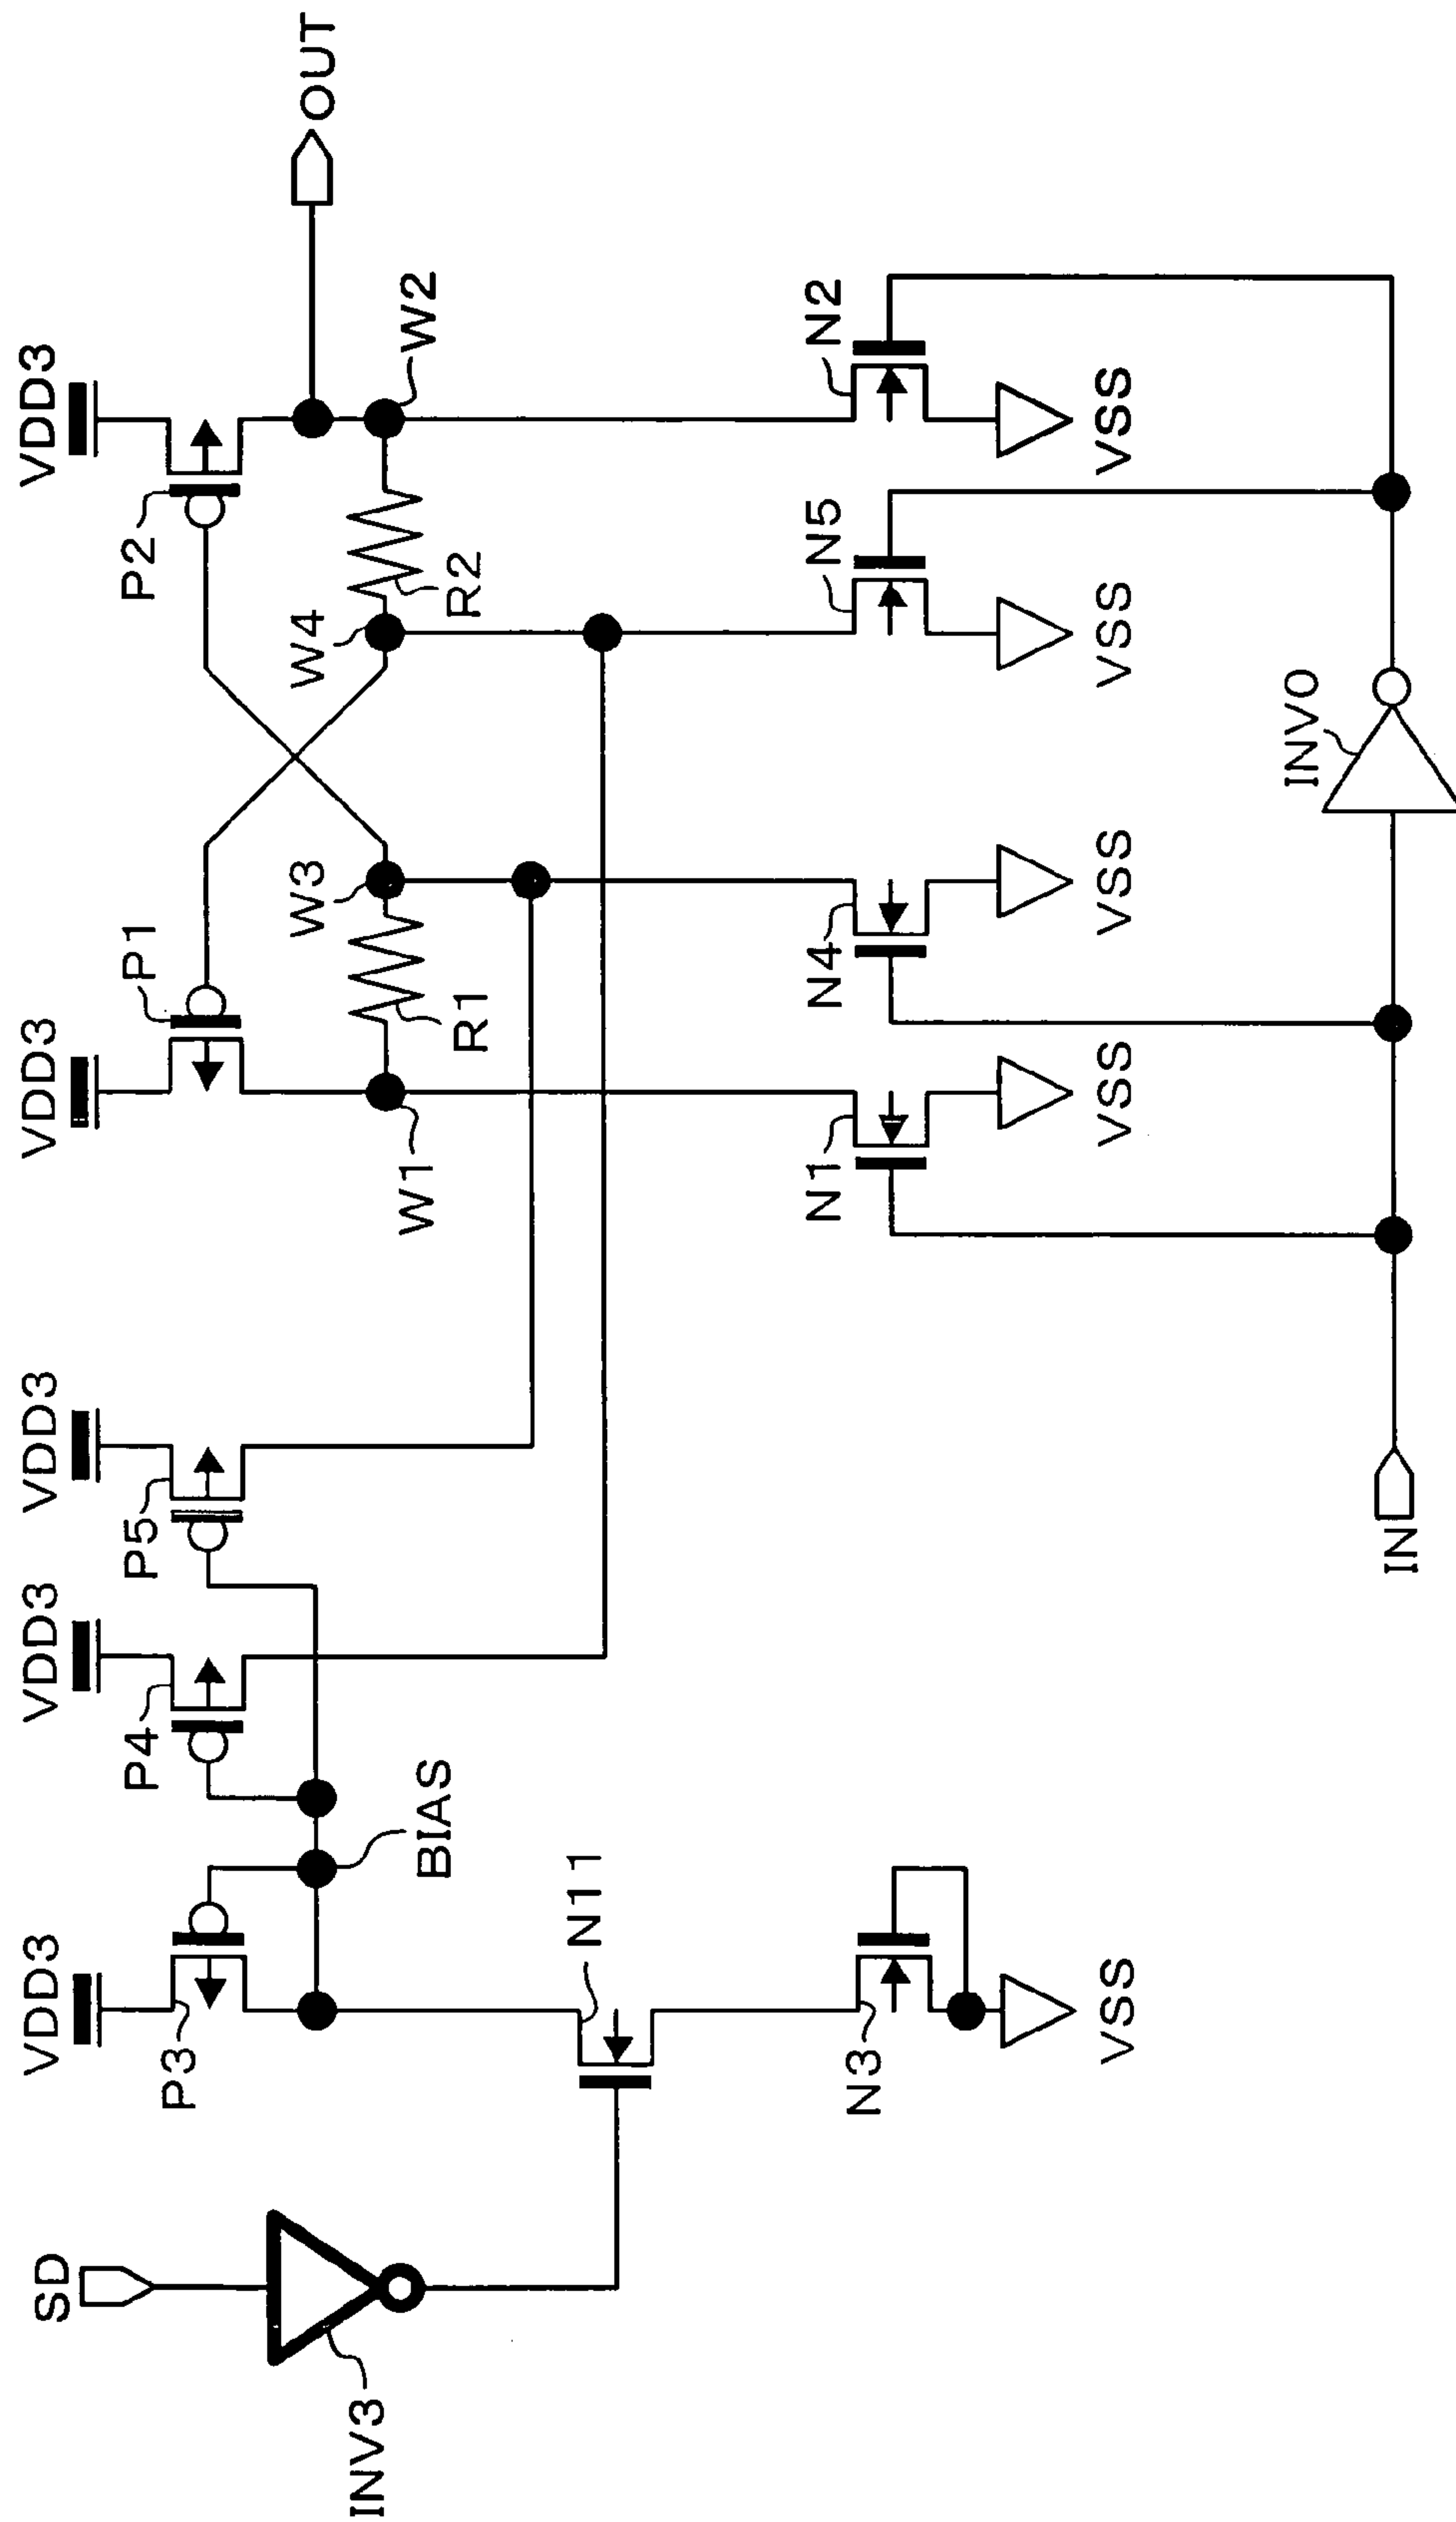 VDD3
VDD3
VDD3
VDD3
VDD3
OUT
P3
P4
P5
P1
P2
SD
INV3
BIAS
W1
R1
W3
W4
R2
W2
N11
N3
N1
N4
N5
N2
VSS
VSS
VSS
VSS
VSS
INV0
IN